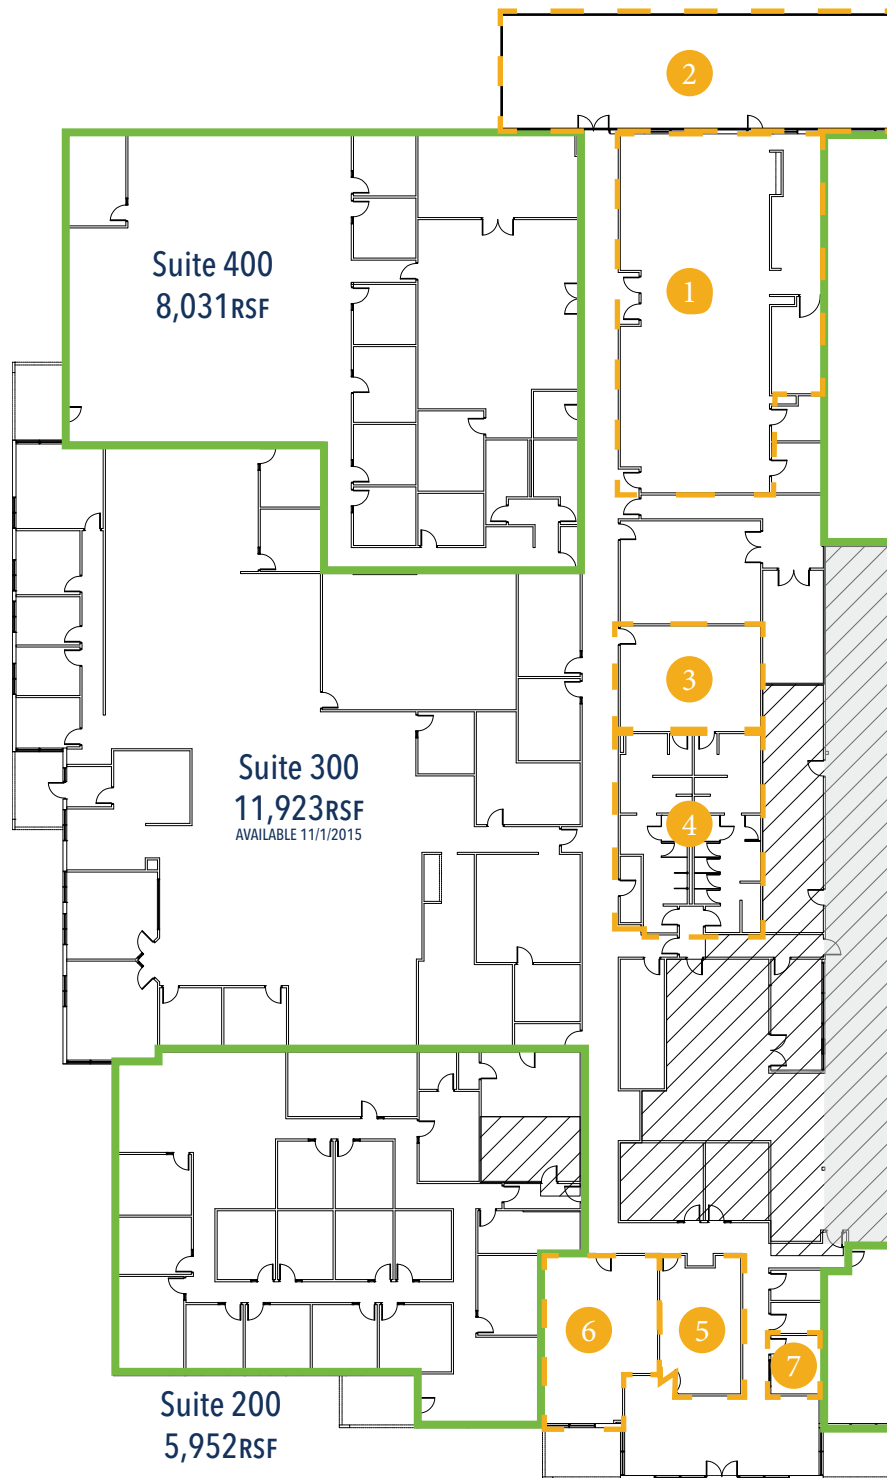 2
Suite 400
8,031RSF
1
3
Suite 300
11,923RSF
AVAILABLE 11/1/2015
4
6
5
7
Suite 200
5,952RSF